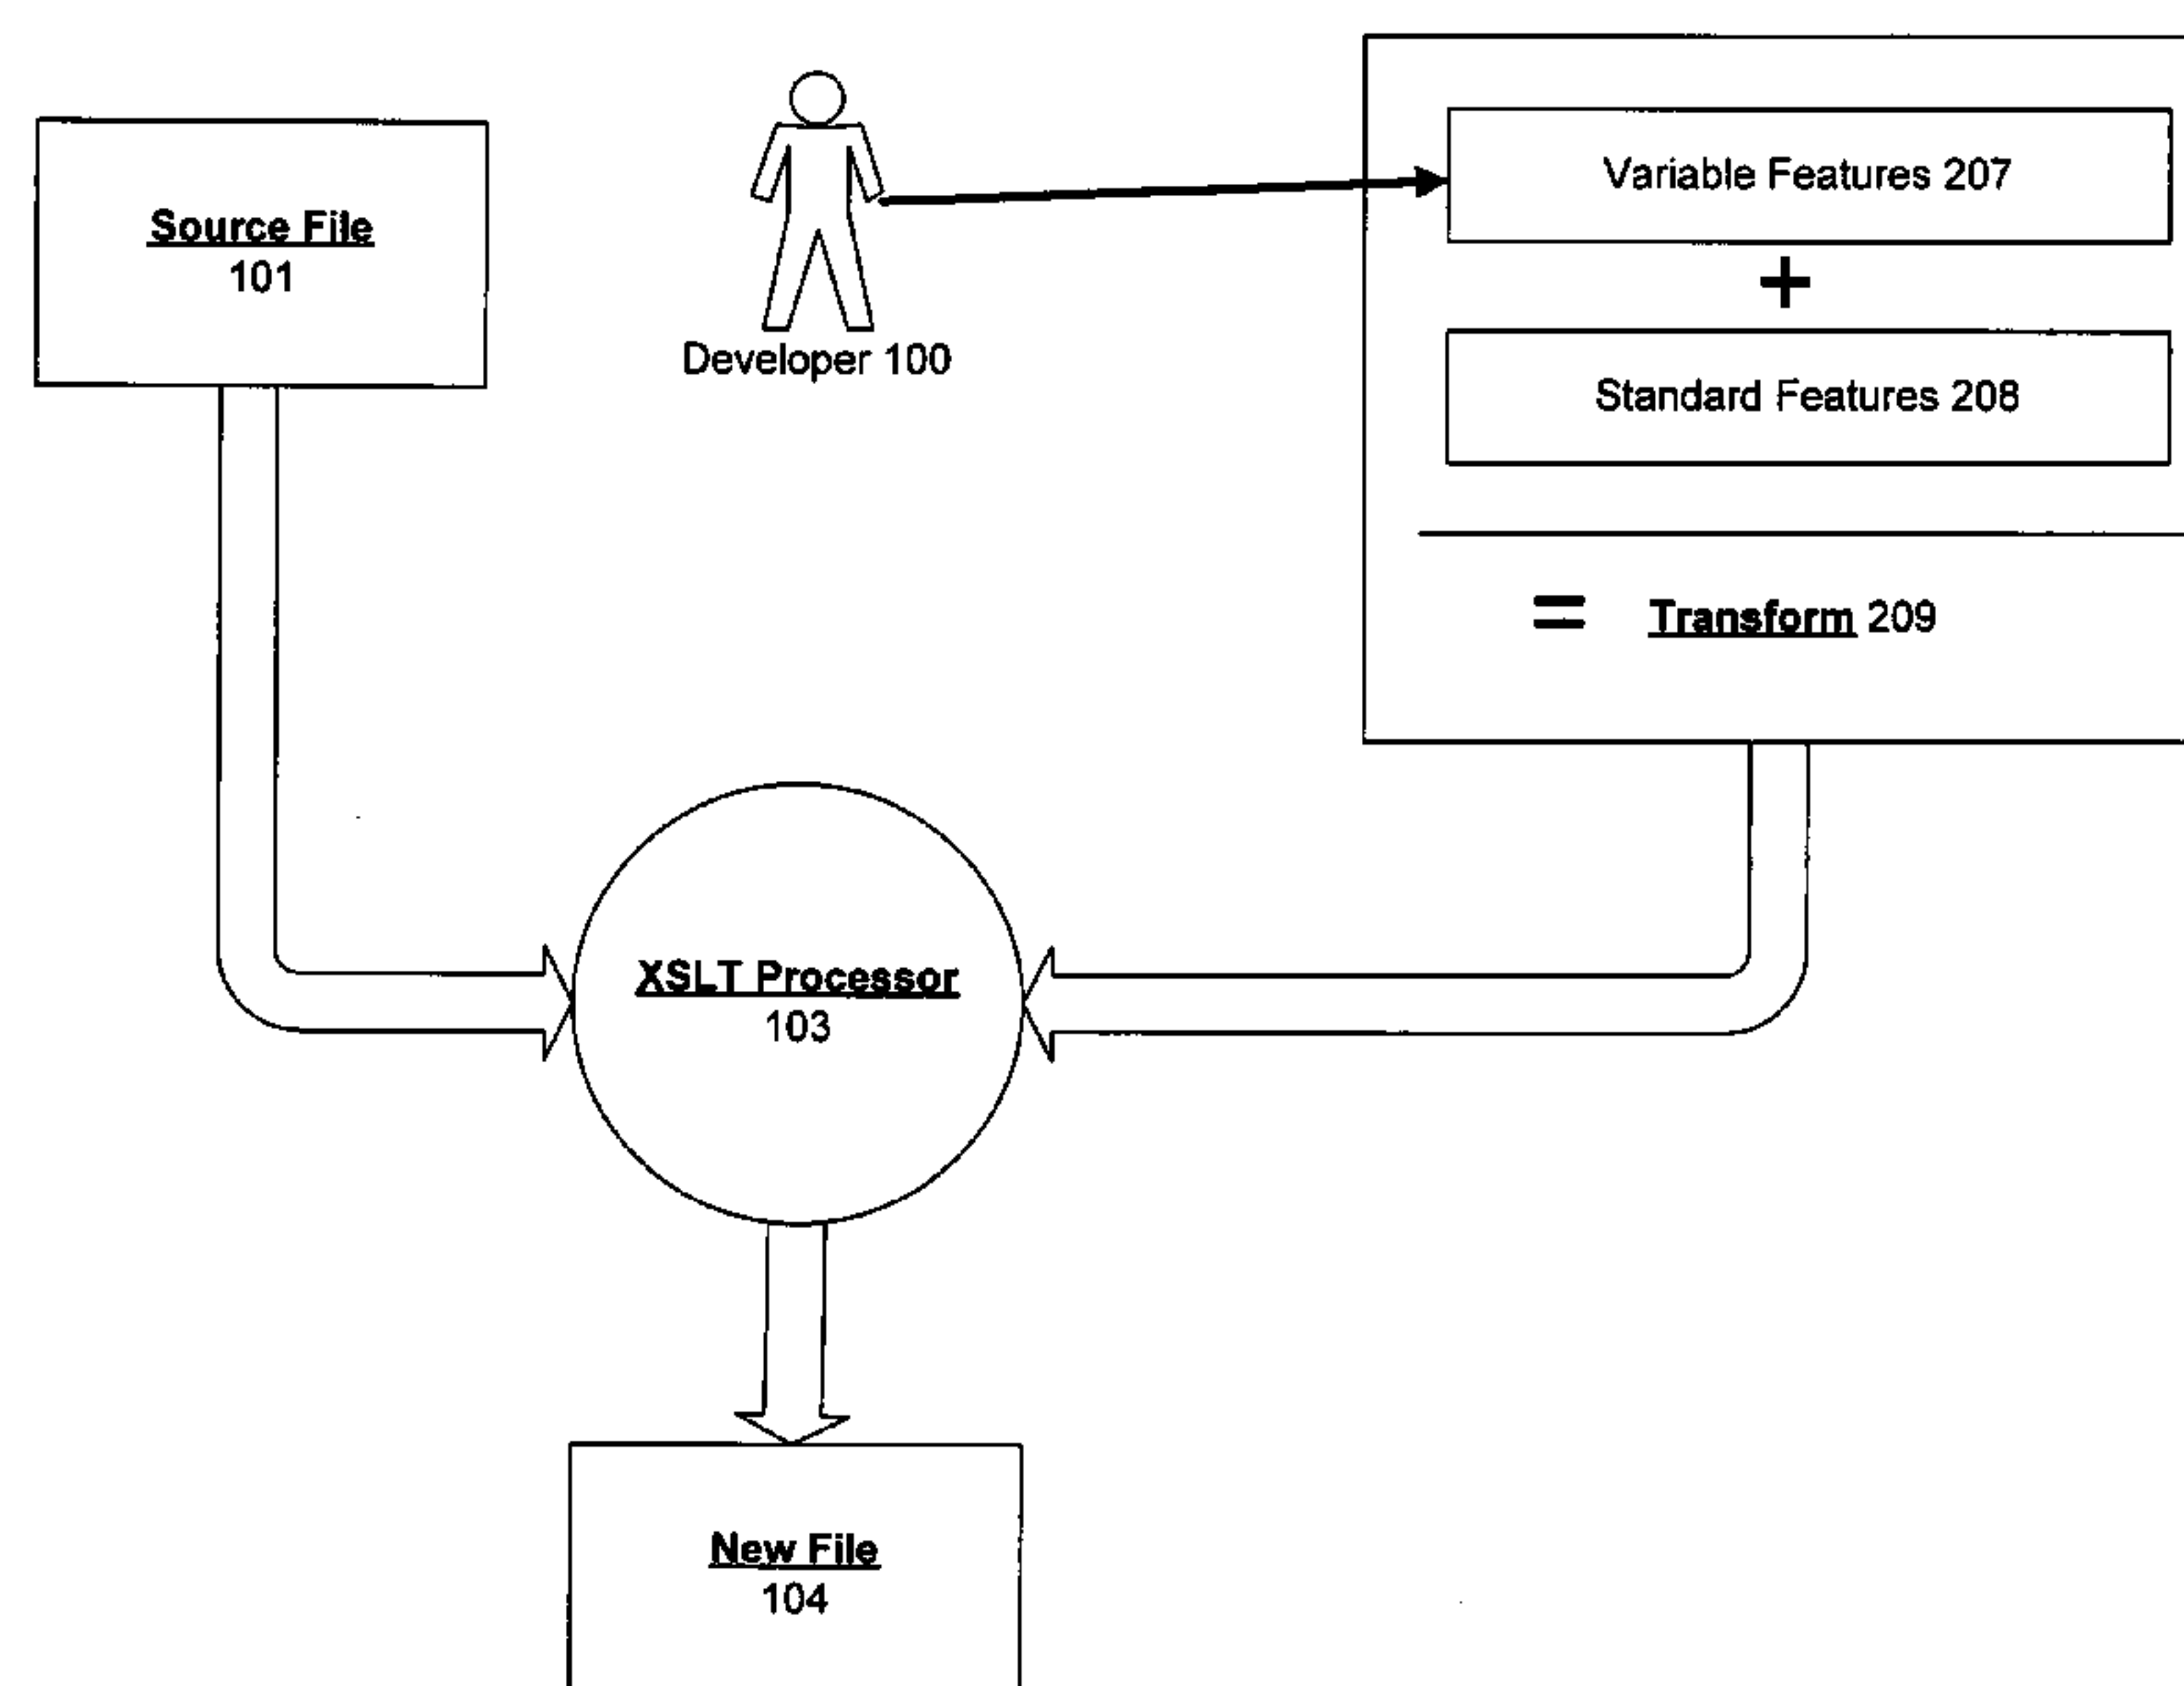 Source File
101
Developer 100
Variable Features 207
+
Standard Features 208
= Transform 209
XSLT Processor
103
New File
104